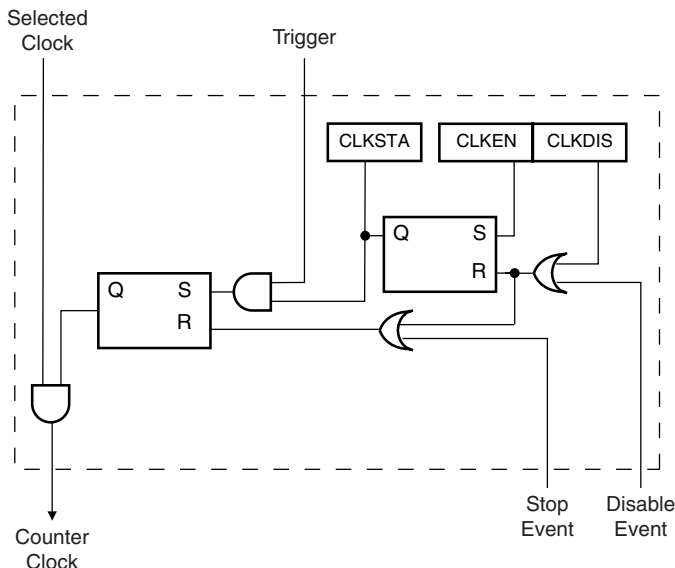 Selected
Clock
Trigger
CLKSTA
CLKEN
CLKDIS
Q
S
R
Q
S
R
Stop
Event
Disable
Event
Counter
Clock